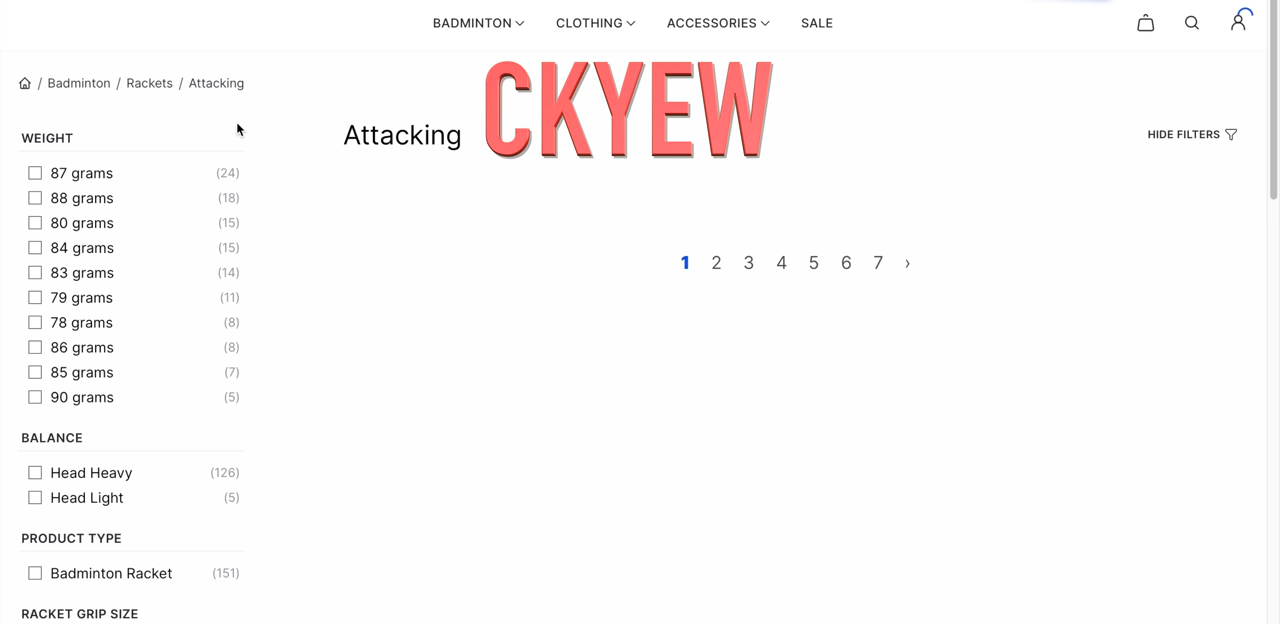 BADMINTON CLOTHING ACCESSORIES SALE
/ Badminton / Rackets / Attacking
CKYEW
Attacking
HIDE FILTERS
WEIGHT
87 grams (24)
88 grams (18)
80 grams (15)
84 grams (15)
83 grams (14)
79 grams (11)
78 grams (8)
86 grams (8)
85 grams (7)
90 grams (5)
1 2 3 4 5 6 7 ›
BALANCE
Head Heavy (126)
Head Light (5)
PRODUCT TYPE
Badminton Racket (151)
RACKET GRIP SIZE